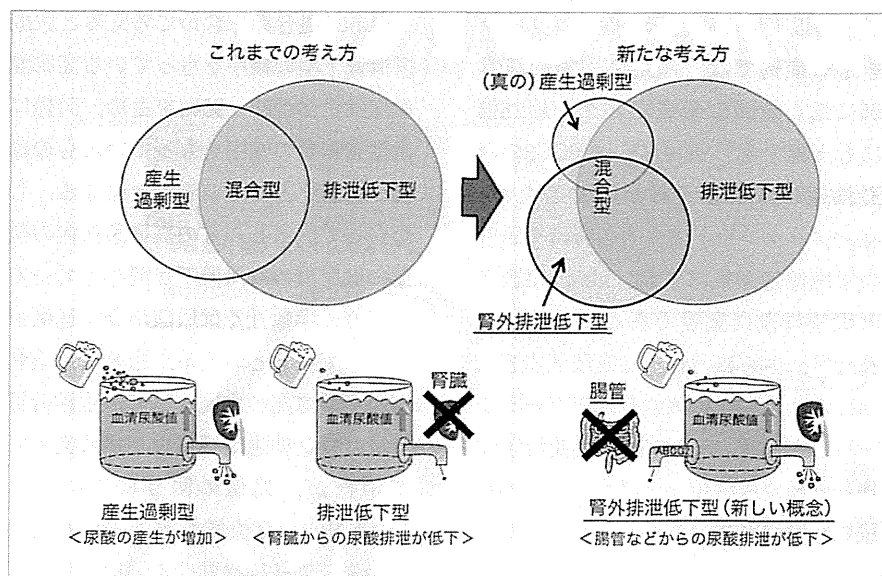 これまでの考え方
新たな考え方
(真の)産生過剰型
産生
過剰型
混合型
排泄低下型
混合型
排泄低下型
腎外排泄低下型
血清尿酸値
産生過剰型
<尿酸の産生が増加>
腎臓
血清尿酸値
排泄低下型
<腎臓からの尿酸排泄が低下>
腸管
血清尿酸値
腎外排泄低下型(新しい概念)
<腸管などからの尿酸排泄が低下>